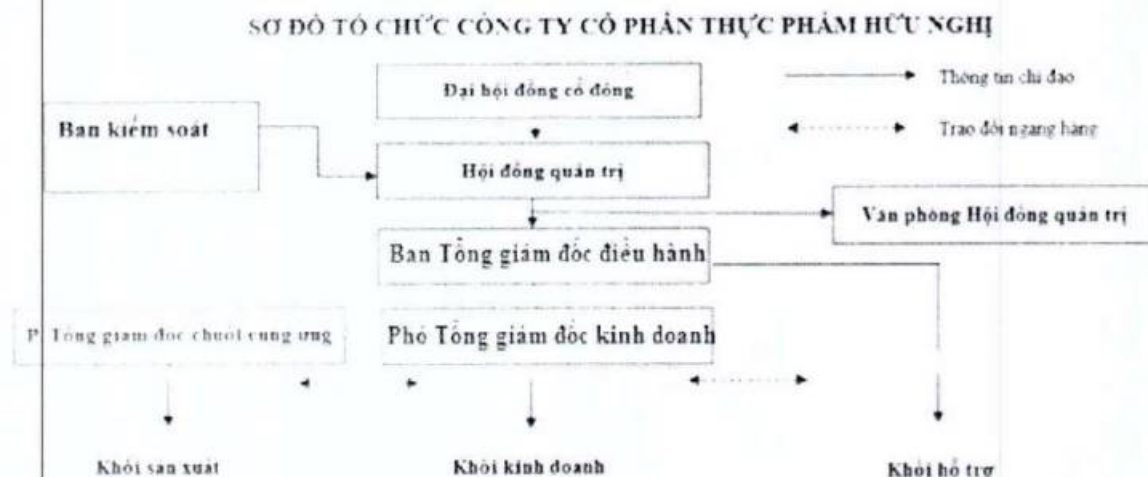 SƠ ĐỒ TỔ CHỨC CÔNG TY CỔ PHẦN THỰC PHẨM HỮU NGHỊ
Đại hội đồng cổ đông
Thông tin chỉ đạo
Ban kiểm soát
Trao đổi ngang hàng
Hội đồng quản trị
Văn phòng Hội đồng quản trị
Ban Tổng giám đốc điều hành
P Tổng giám đốc chuỗi cung ứng
Phó Tổng giám đốc kinh doanh
Khối sản xuất
Khối kinh doanh
Khối hỗ trợ